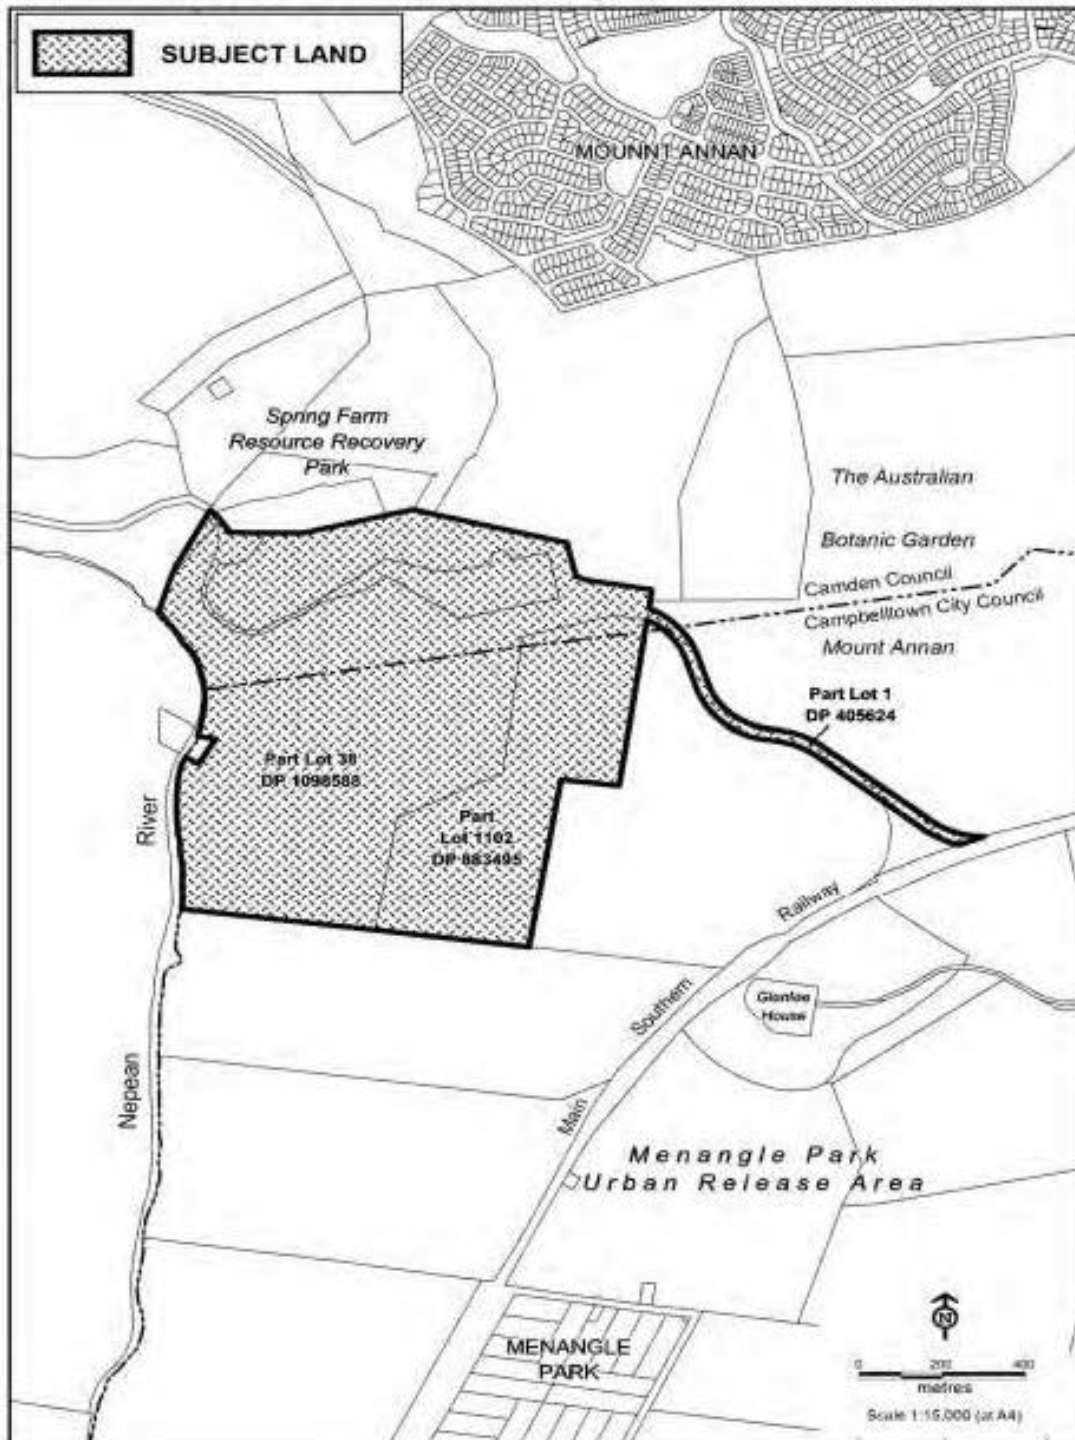 SUBJECT LAND
MOUNNT ANNAN
Spring Farm
Resource Recovery
Park
The Australian
Botanic Garden
Camden Council
Campbelltown City Council
Mount Annan
Part Lot 1
DP 405624
Part Lot 38
DP 1098588
Part
Lot 1102
DP 883495
River
Nepean
Railway
Southern
Main
Glenlee
House
Menangle Park
Urban Release Area
MENANGLE
PARK
N
0 200 400
metres
Scale 1:15,000 (at A4)